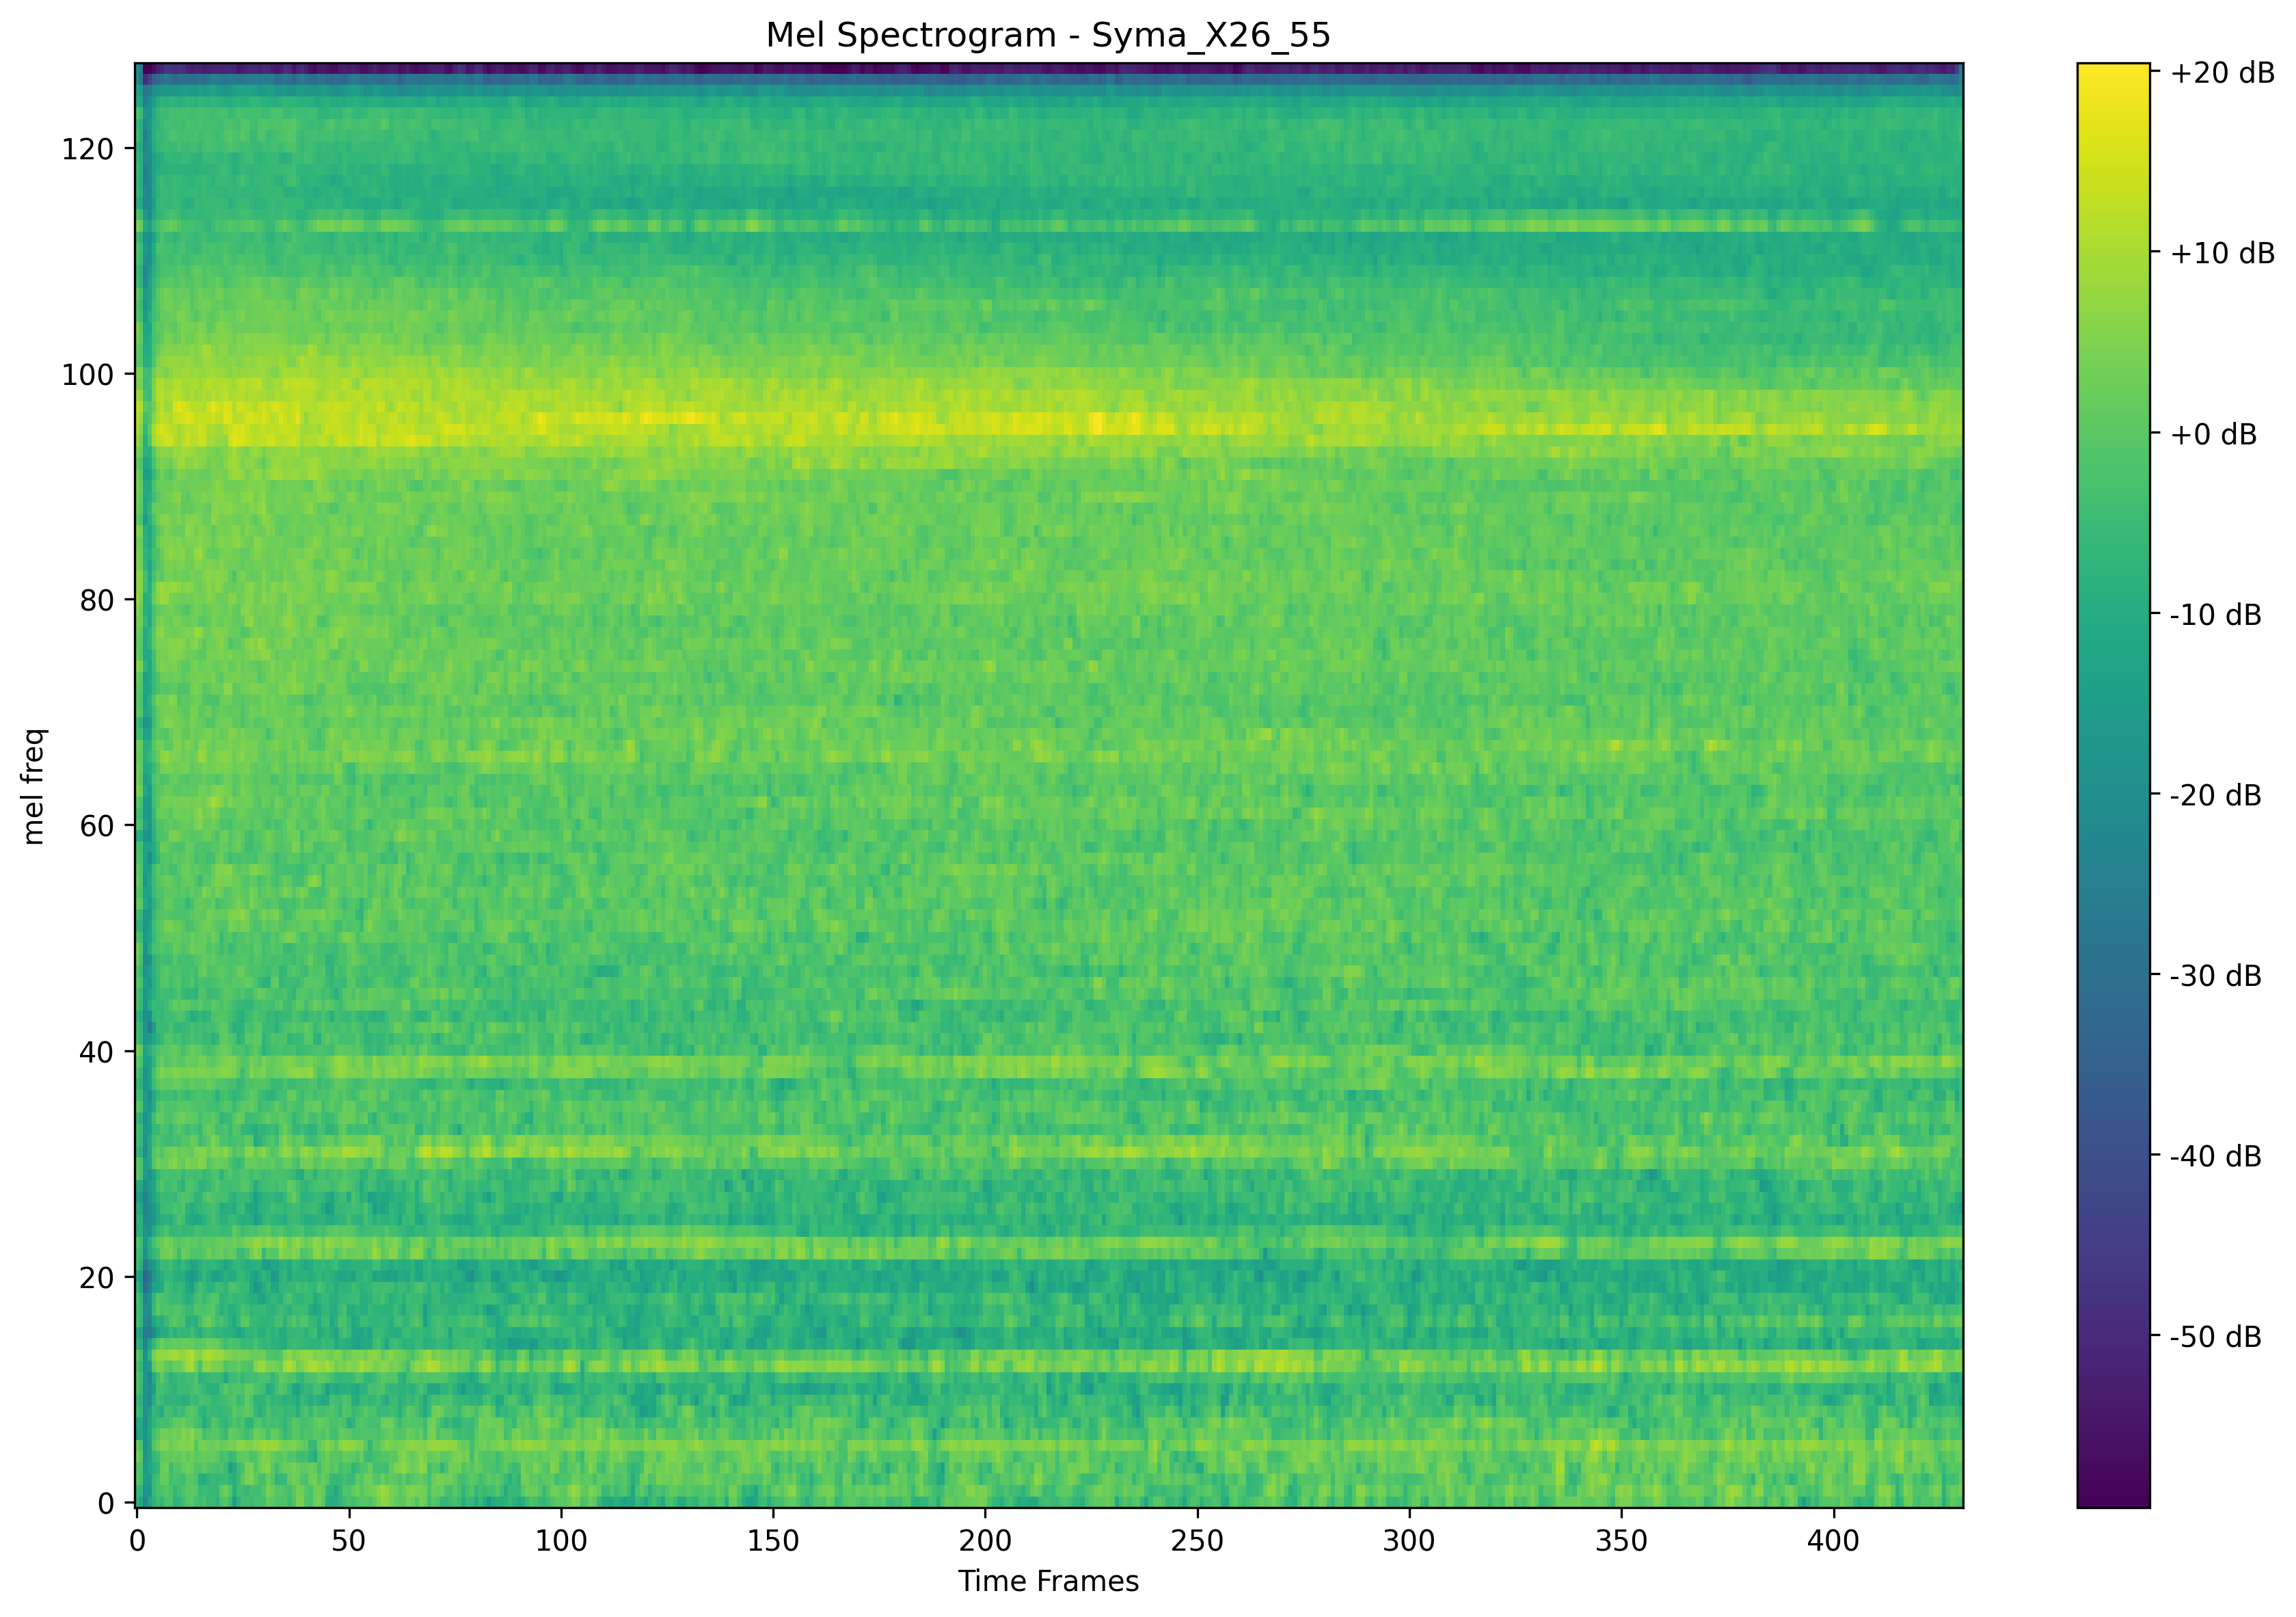 Mel Spectrogram - Syma_X26_55
mel freq
120
100
80
60
40
20
0
0 50 100 150 200 250 300 350 400
Time Frames
+20 dB
+10 dB
+0 dB
-10 dB
-20 dB
-30 dB
-40 dB
-50 dB